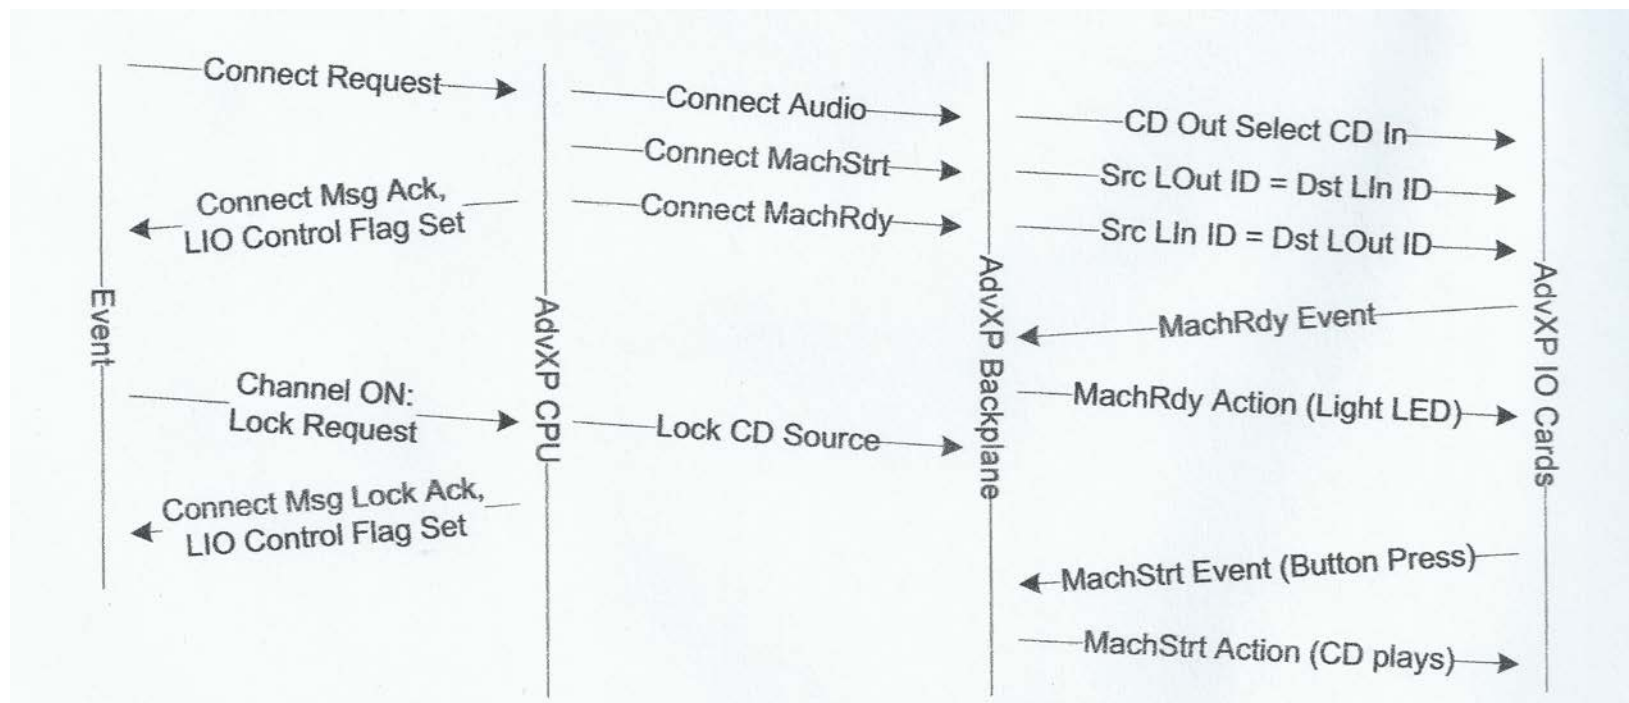 Connect Request
Connect Audio
CD Out Select CD In
Connect MachStrt
Src LOut ID = Dst LIn ID
Connect Msg Ack,
LIO Control Flag Set
Connect MachRdy
Src LIn ID = Dst LOut ID
Event
AdvXP CPU
AdvXP Backplane
AdvXP IO Cards
MachRdy Event
Channel ON:
Lock Request
Lock CD Source
MachRdy Action (Light LED)
Connect Msg Lock Ack,
LIO Control Flag Set
MachStrt Event (Button Press)
MachStrt Action (CD plays)